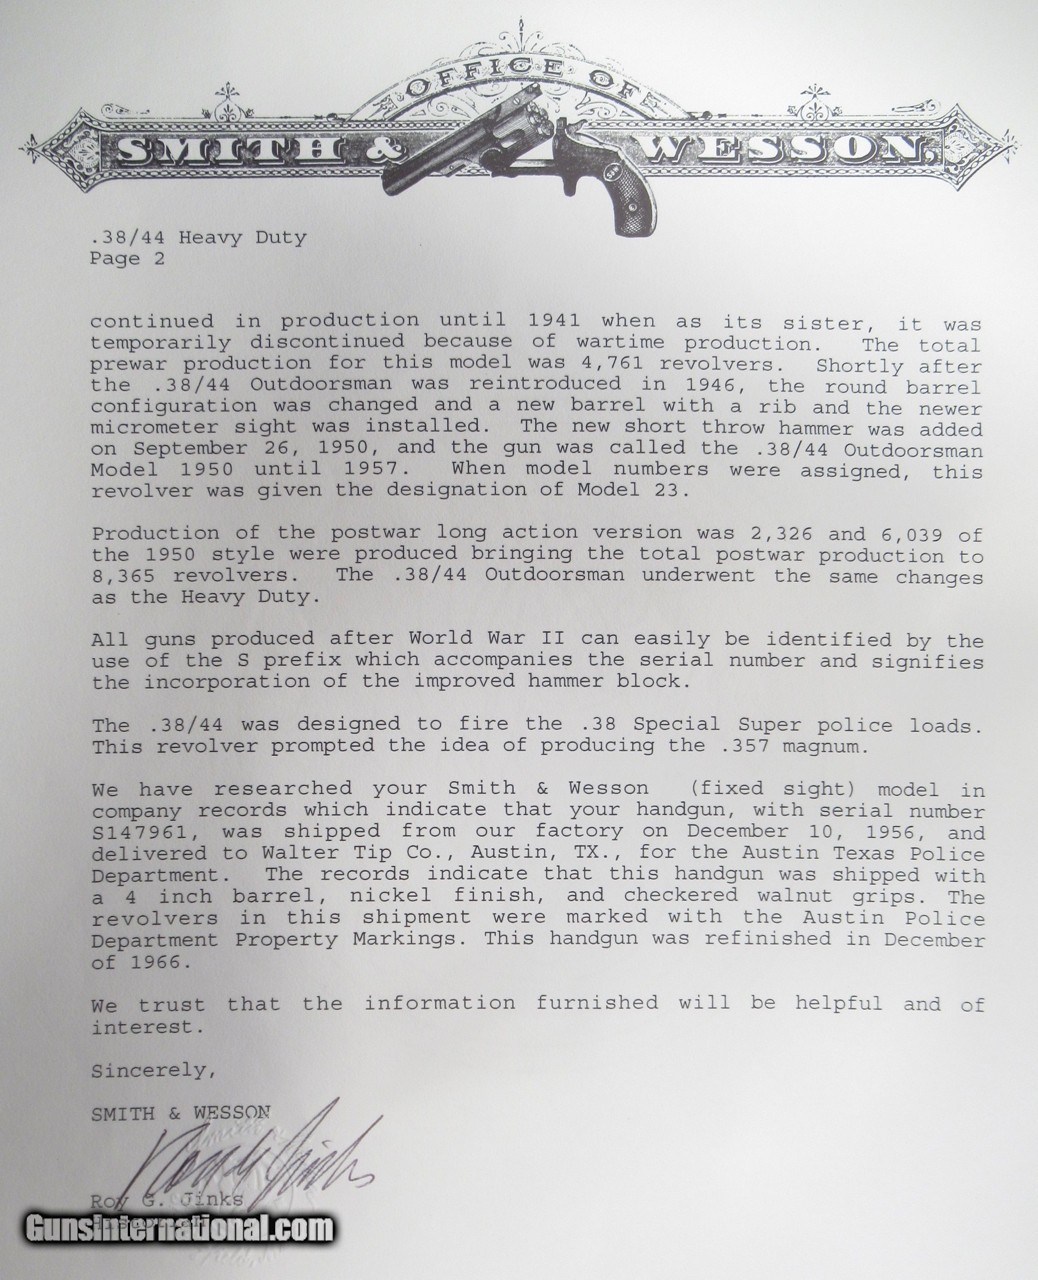 OFFICE OF
SMITH & WESSON,
.38/44 Heavy Duty
Page 2
continued in production until 1941 when as its sister, it was
temporarily discontinued because of wartime production. The total
prewar production for this model was 4,761 revolvers. Shortly after
the .38/44 Outdoorsman was reintroduced in 1946, the round barrel
configuration was changed and a new barrel with a rib and the newer
micrometer sight was installed. The new short throw hammer was added
on September 26, 1950, and the gun was called the .38/44 Outdoorsman
Model 1950 until 1957. When model numbers were assigned, this
revolver was given the designation of Model 23.
Production of the postwar long action version was 2,326 and 6,039 of
the 1950 style were produced bringing the total postwar production to
8,365 revolvers. The .38/44 Outdoorsman underwent the same changes
as the Heavy Duty.
All guns produced after World War II can easily be identified by the
use of the S prefix which accompanies the serial number and signifies
the incorporation of the improved hammer block.
The .38/44 was designed to fire the .38 Special Super police loads.
This revolver prompted the idea of producing the .357 magnum.
We have researched your Smith & Wesson (fixed sight) model in
company records which indicate that your handgun, with serial number
S147961, was shipped from our factory on December 10, 1956, and
delivered to Walter Tip Co., Austin, TX., for the Austin Texas Police
Department. The records indicate that this handgun was shipped with
a 4 inch barrel, nickel finish, and checkered walnut grips. The
revolvers in this shipment were marked with the Austin Police
Department Property Markings. This handgun was refinished in December
of 1966.
We trust that the information furnished will be helpful and of
interest.
Sincerely,
SMITH & WESSON
Roy G. Jinks
Roy G. Jinks
GunsInternational.com